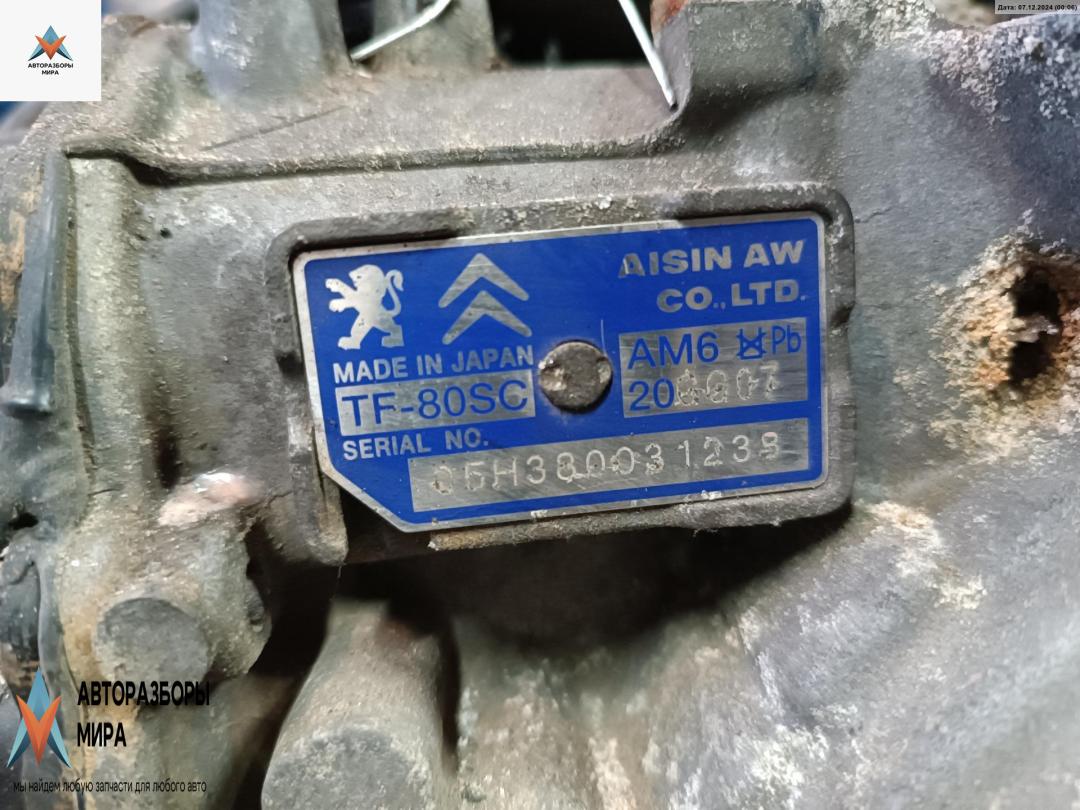 Дата: 07.12.2024 (00:06)
АВТОРАЗБОРЫ
МИРА
AISIN AW
CO.,LTD.
MADE IN JAPAN
AM6 Pb
TF-80SC
SERIAL NO.
АВТОРАЗБОРЫ
МИРА
мы найдем любую запчасти для любого авто